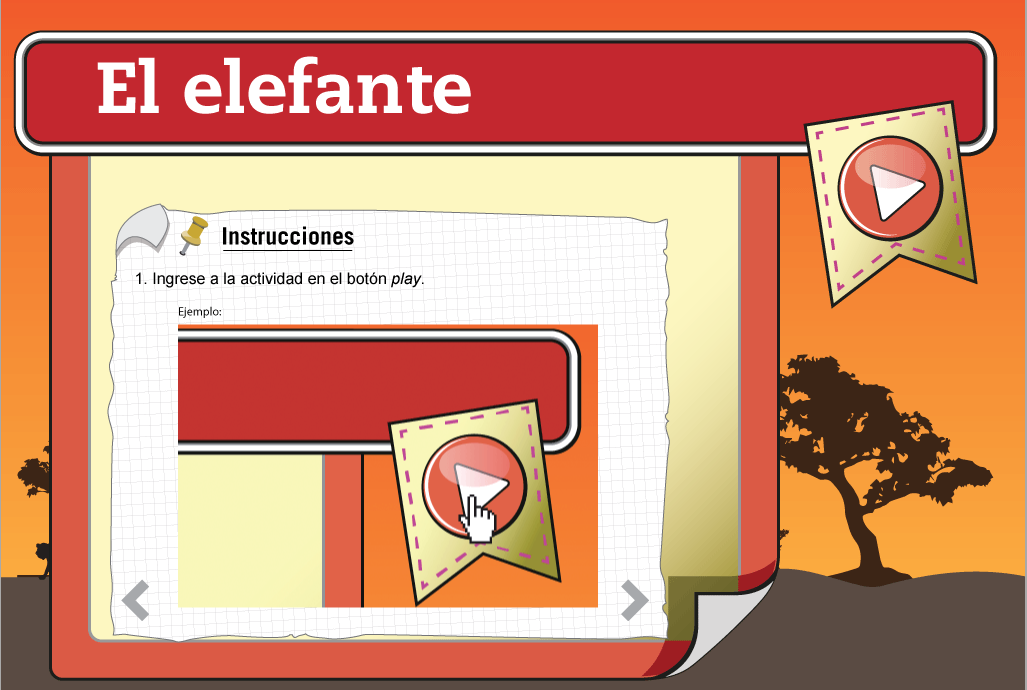 El elefante
Instrucciones
1. Ingrese a la actividad en el botón play.
Ejemplo: